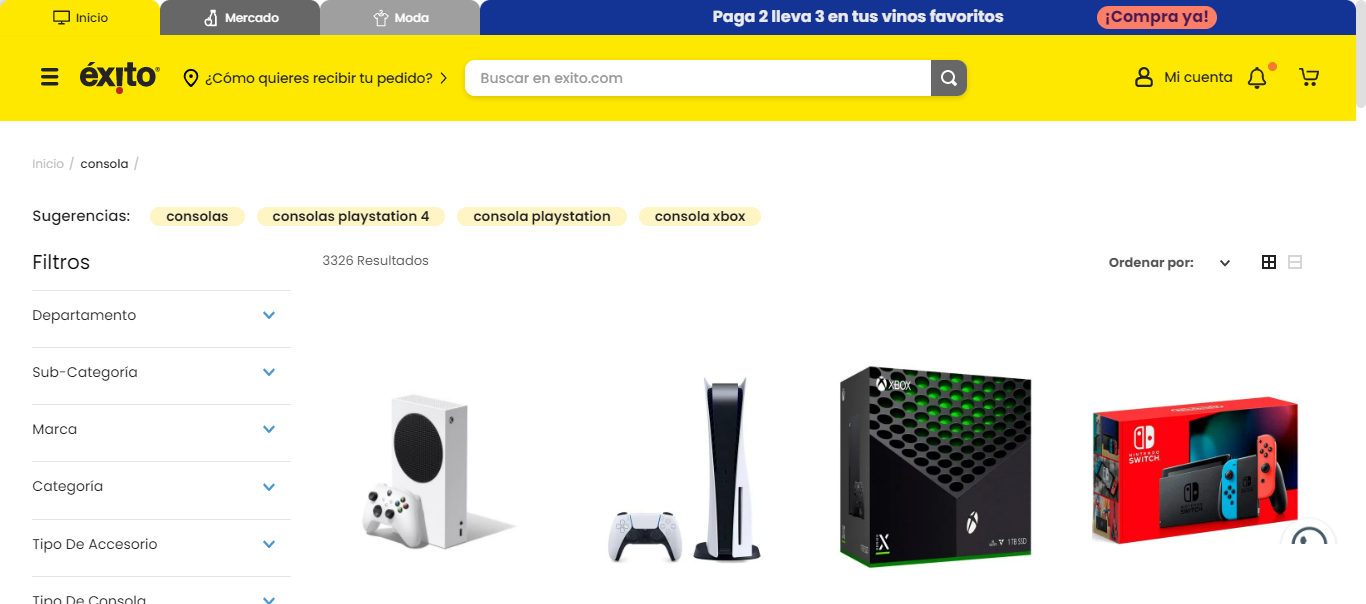 Inicio
Mercado
Moda
Paga 2 lleva 3 en tus vinos favoritos
¡Compra ya!
éxito
¿Cómo quieres recibir tu pedido?
Buscar en exito.com
Mi cuenta
Inicio / consola /
Sugerencias: consolas consolas playstation 4 consola playstation consola xbox
Filtros
3326 Resultados
Ordenar por:
Departamento
Sub-Categoría
Marca
Categoría
Tipo De Accesorio
Tipo De Consola
XBOX
SERIES X
1TB SSD
NINTENDO
SWITCH